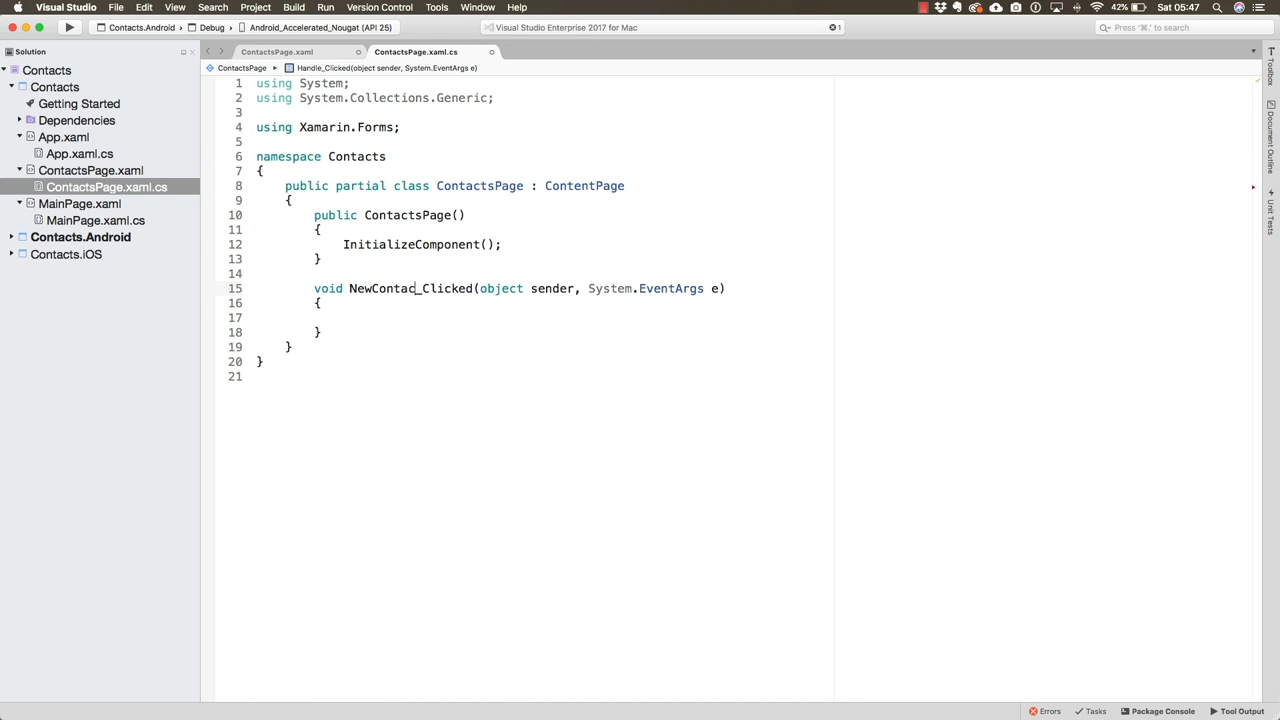 Visual Studio File Edit View Search Project Build Run Version Control Tools Window Help 42% Sat 05:47
Contacts.Android Debug Android_Accelerated_Nougat (API 25) Visual Studio Enterprise 2017 for Mac 1 Press '⌘.' to search
Solution
Contacts
Contacts
Getting Started
Dependencies
App.xaml
App.xaml.cs
ContactsPage.xaml
ContactsPage.xaml.cs
MainPage.xaml
MainPage.xaml.cs
Contacts.Android
Contacts.iOS
ContactsPage.xaml ContactsPage.xaml.cs
ContactsPage Handle_Clicked(object sender, System.EventArgs e)
1 using System;
2 using System.Collections.Generic;
3
4 using Xamarin.Forms;
5
6 namespace Contacts
7 {
8 public partial class ContactsPage : ContentPage
9 {
10 public ContactsPage()
11 {
12 InitializeComponent();
13 }
14
15 void NewContac_Clicked(object sender, System.EventArgs e)
16 {
17
18 }
19 }
20 }
21
Toolbox
Document Outline
Unit Tests
Errors Tasks Package Console Tool Output